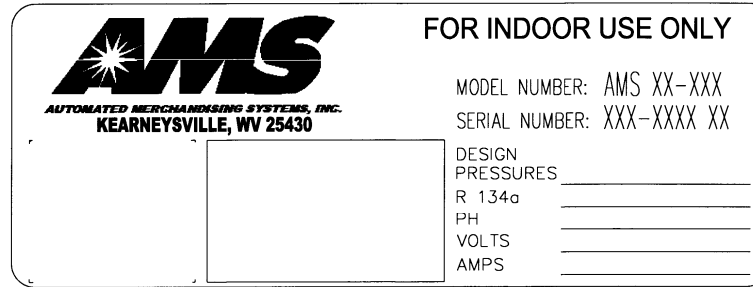 AMS
AUTOMATED MERCHANDISING SYSTEMS, INC.
KEARNEYSVILLE, WV 25430
FOR INDOOR USE ONLY
MODEL NUMBER: AMS XX-XXX
SERIAL NUMBER: XXX-XXXX XX
DESIGN
PRESSURES
R 134a
PH
VOLTS
AMPS